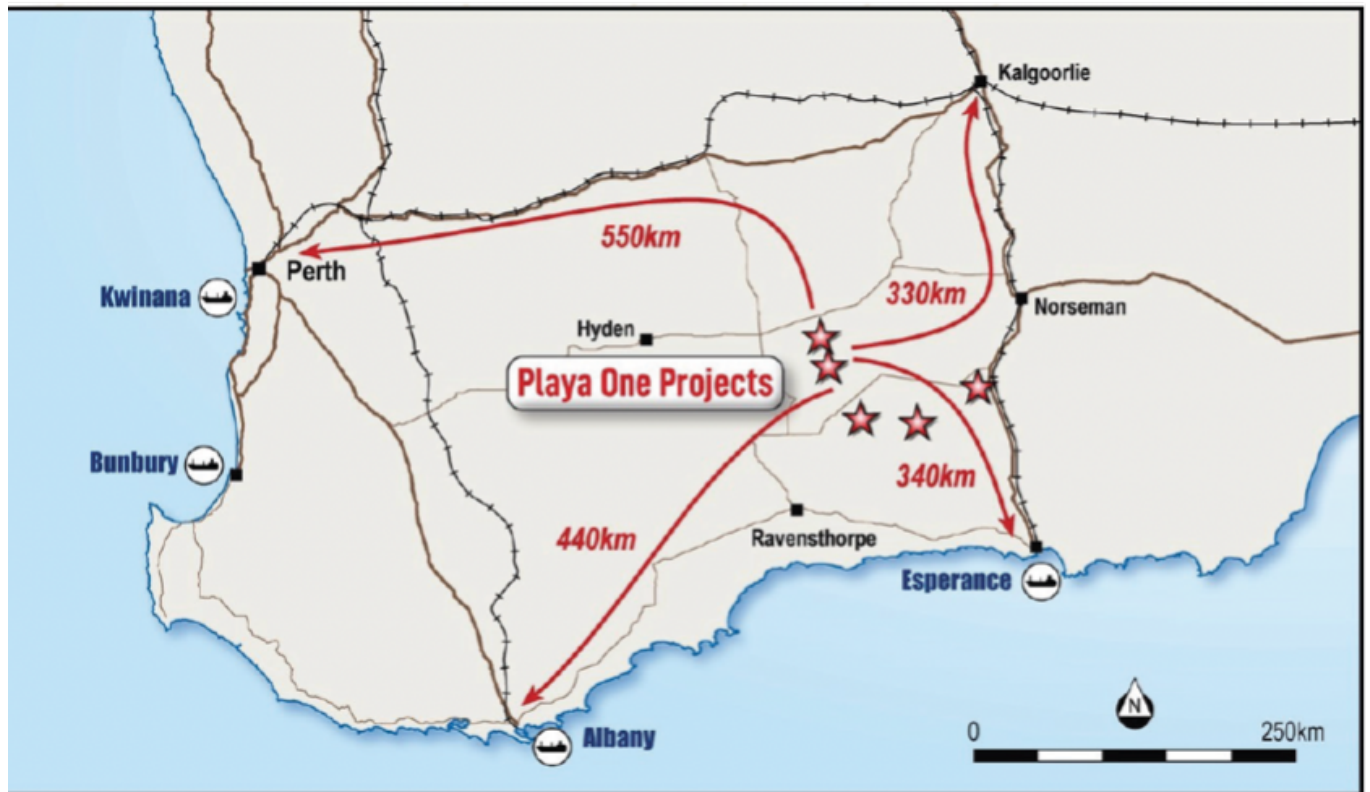 Kalgoorlie
550km
Perth
Kwinana
330km
Norseman
Hyden
Playa One Projects
Bunbury
340km
440km
Ravensthorpe
Esperance
N
0 250km
Albany